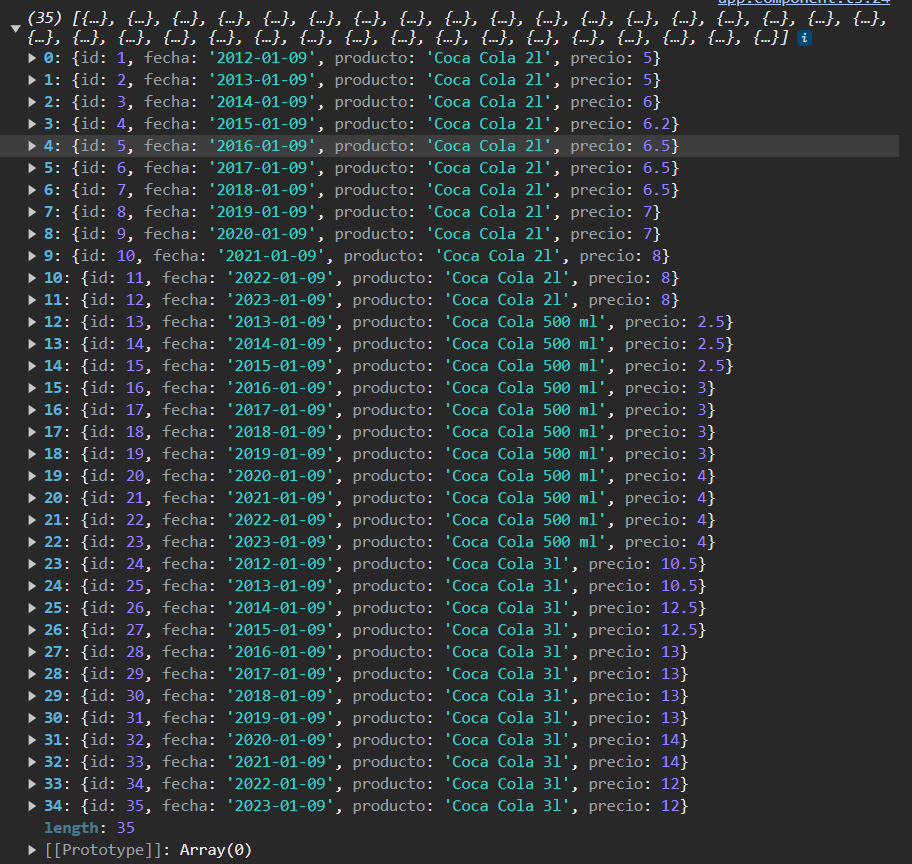 app.component.ts:24
(35) [{…}, {…}, {…}, {…}, {…}, {…}, {…}, {…}, {…}, {…}, {…}, {…}, {…}, {…}, {…}, {…}, {…}, {…},
{…}, {…}, {…}, {…}, {…}, {…}, {…}, {…}, {…}, {…}, {…}, {…}, {…}, {…}, {…}, {…}, {…}] i
0: {id: 1, fecha: '2012-01-09', producto: 'Coca Cola 2l', precio: 5}
1: {id: 2, fecha: '2013-01-09', producto: 'Coca Cola 2l', precio: 5}
2: {id: 3, fecha: '2014-01-09', producto: 'Coca Cola 2l', precio: 6}
3: {id: 4, fecha: '2015-01-09', producto: 'Coca Cola 2l', precio: 6.2}
4: {id: 5, fecha: '2016-01-09', producto: 'Coca Cola 2l', precio: 6.5}
5: {id: 6, fecha: '2017-01-09', producto: 'Coca Cola 2l', precio: 6.5}
6: {id: 7, fecha: '2018-01-09', producto: 'Coca Cola 2l', precio: 6.5}
7: {id: 8, fecha: '2019-01-09', producto: 'Coca Cola 2l', precio: 7}
8: {id: 9, fecha: '2020-01-09', producto: 'Coca Cola 2l', precio: 7}
9: {id: 10, fecha: '2021-01-09', producto: 'Coca Cola 2l', precio: 8}
10: {id: 11, fecha: '2022-01-09', producto: 'Coca Cola 2l', precio: 8}
11: {id: 12, fecha: '2023-01-09', producto: 'Coca Cola 2l', precio: 8}
12: {id: 13, fecha: '2013-01-09', producto: 'Coca Cola 500 ml', precio: 2.5}
13: {id: 14, fecha: '2014-01-09', producto: 'Coca Cola 500 ml', precio: 2.5}
14: {id: 15, fecha: '2015-01-09', producto: 'Coca Cola 500 ml', precio: 2.5}
15: {id: 16, fecha: '2016-01-09', producto: 'Coca Cola 500 ml', precio: 3}
16: {id: 17, fecha: '2017-01-09', producto: 'Coca Cola 500 ml', precio: 3}
17: {id: 18, fecha: '2018-01-09', producto: 'Coca Cola 500 ml', precio: 3}
18: {id: 19, fecha: '2019-01-09', producto: 'Coca Cola 500 ml', precio: 3}
19: {id: 20, fecha: '2020-01-09', producto: 'Coca Cola 500 ml', precio: 4}
20: {id: 21, fecha: '2021-01-09', producto: 'Coca Cola 500 ml', precio: 4}
21: {id: 22, fecha: '2022-01-09', producto: 'Coca Cola 500 ml', precio: 4}
22: {id: 23, fecha: '2023-01-09', producto: 'Coca Cola 500 ml', precio: 4}
23: {id: 24, fecha: '2012-01-09', producto: 'Coca Cola 3l', precio: 10.5}
24: {id: 25, fecha: '2013-01-09', producto: 'Coca Cola 3l', precio: 10.5}
25: {id: 26, fecha: '2014-01-09', producto: 'Coca Cola 3l', precio: 12.5}
26: {id: 27, fecha: '2015-01-09', producto: 'Coca Cola 3l', precio: 12.5}
27: {id: 28, fecha: '2016-01-09', producto: 'Coca Cola 3l', precio: 13}
28: {id: 29, fecha: '2017-01-09', producto: 'Coca Cola 3l', precio: 13}
29: {id: 30, fecha: '2018-01-09', producto: 'Coca Cola 3l', precio: 13}
30: {id: 31, fecha: '2019-01-09', producto: 'Coca Cola 3l', precio: 13}
31: {id: 32, fecha: '2020-01-09', producto: 'Coca Cola 3l', precio: 14}
32: {id: 33, fecha: '2021-01-09', producto: 'Coca Cola 3l', precio: 14}
33: {id: 34, fecha: '2022-01-09', producto: 'Coca Cola 3l', precio: 12}
34: {id: 35, fecha: '2023-01-09', producto: 'Coca Cola 3l', precio: 12}
length: 35
[[Prototype]]: Array(0)